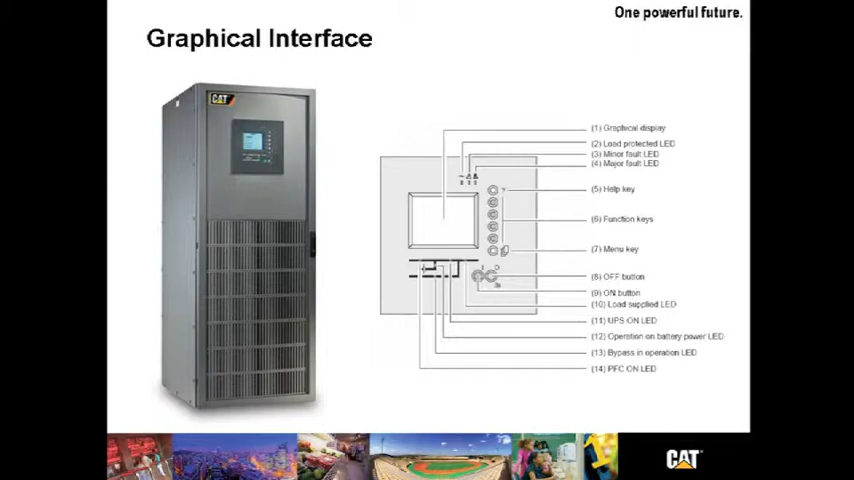 One powerful future.
Graphical Interface
CAT
(1) Graphical display
(2) Load protected LED
(3) Minor fault LED
(4) Major fault LED
(5) Help key
(6) Function keys
(7) Menu key
(8) OFF button
(9) ON button
(10) Load supplied LED
(11) UPS ON LED
(12) Operation on battery power LED
(13) Bypass in operation LED
(14) PFC ON LED
CAT